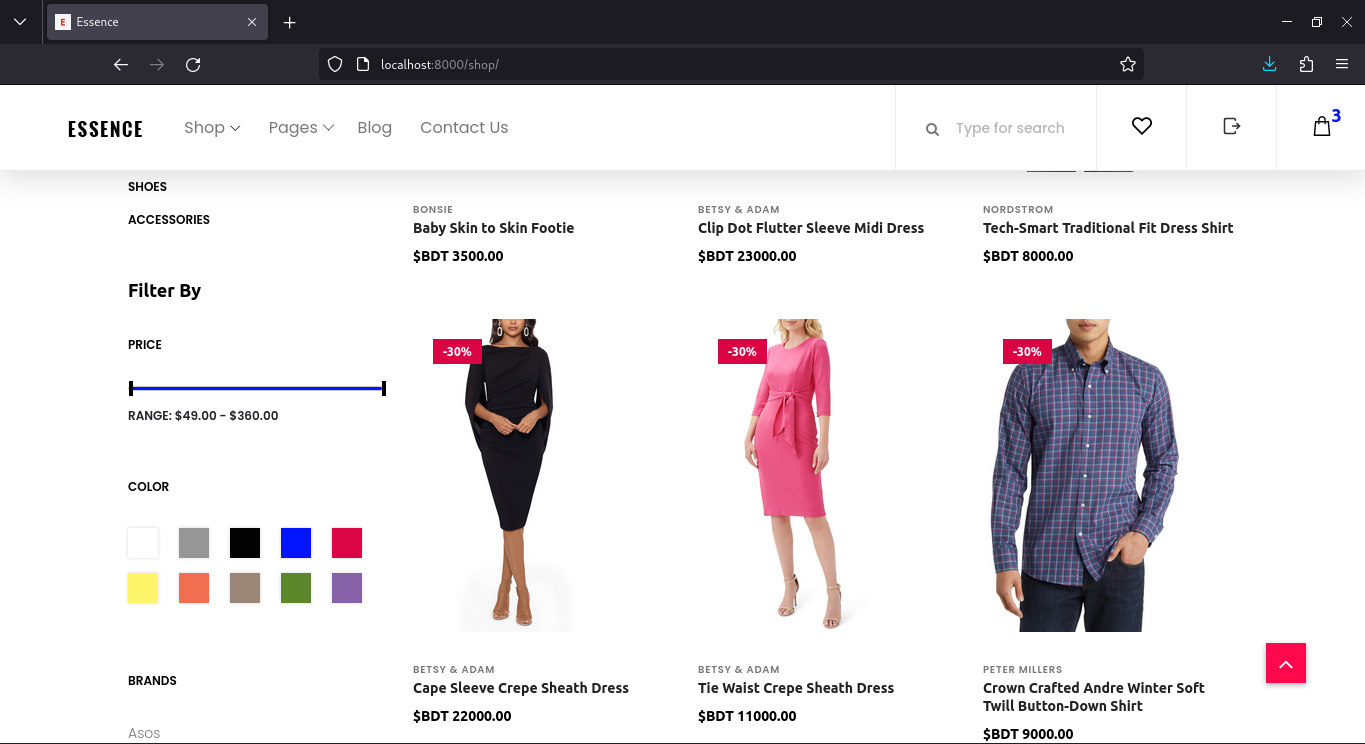 E Essence
localhost:8000/shop/
ESSENCE Shop Pages Blog Contact Us Type for search 3
SHOES
ACCESSORIES
Filter By
PRICE
RANGE: $49.00 - $360.00
COLOR
BRANDS
Asos
BONSIE
Baby Skin to Skin Footie
$BDT 3500.00
BETSY & ADAM
Clip Dot Flutter Sleeve Midi Dress
$BDT 23000.00
NORDSTROM
Tech-Smart Traditional Fit Dress Shirt
$BDT 8000.00
-30%
BETSY & ADAM
Cape Sleeve Crepe Sheath Dress
$BDT 22000.00
-30%
BETSY & ADAM
Tie Waist Crepe Sheath Dress
$BDT 11000.00
-30%
PETER MILLERS
Crown Crafted Andre Winter Soft
Twill Button-Down Shirt
$BDT 9000.00